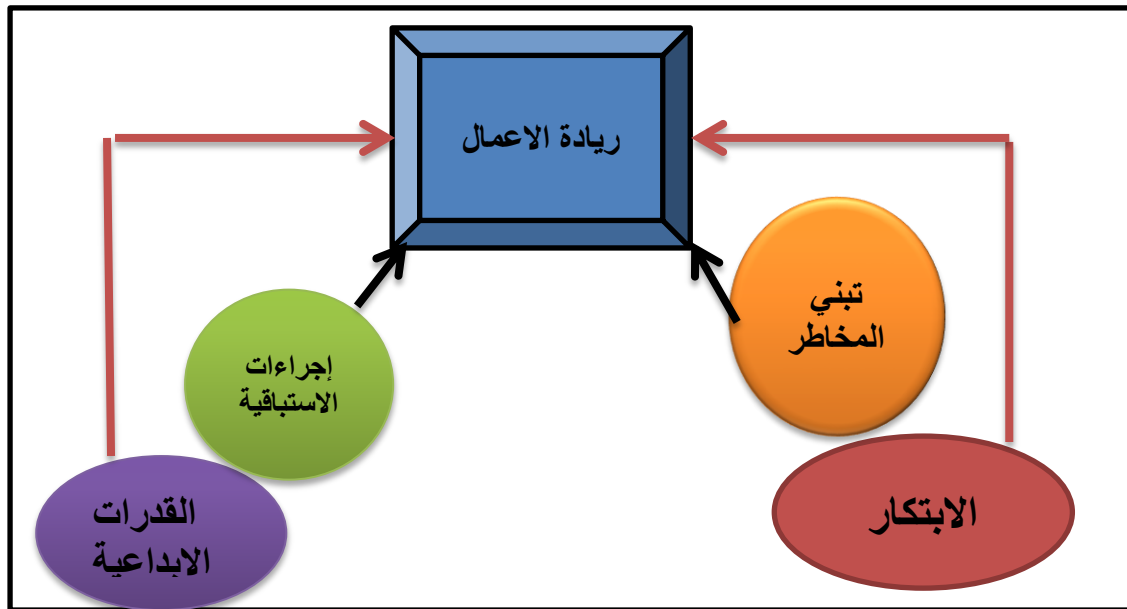 ريادة الاعمال
تبني
المخاطر
إجراءات
الاستباقية
الابتكار
القدرات
الابداعية